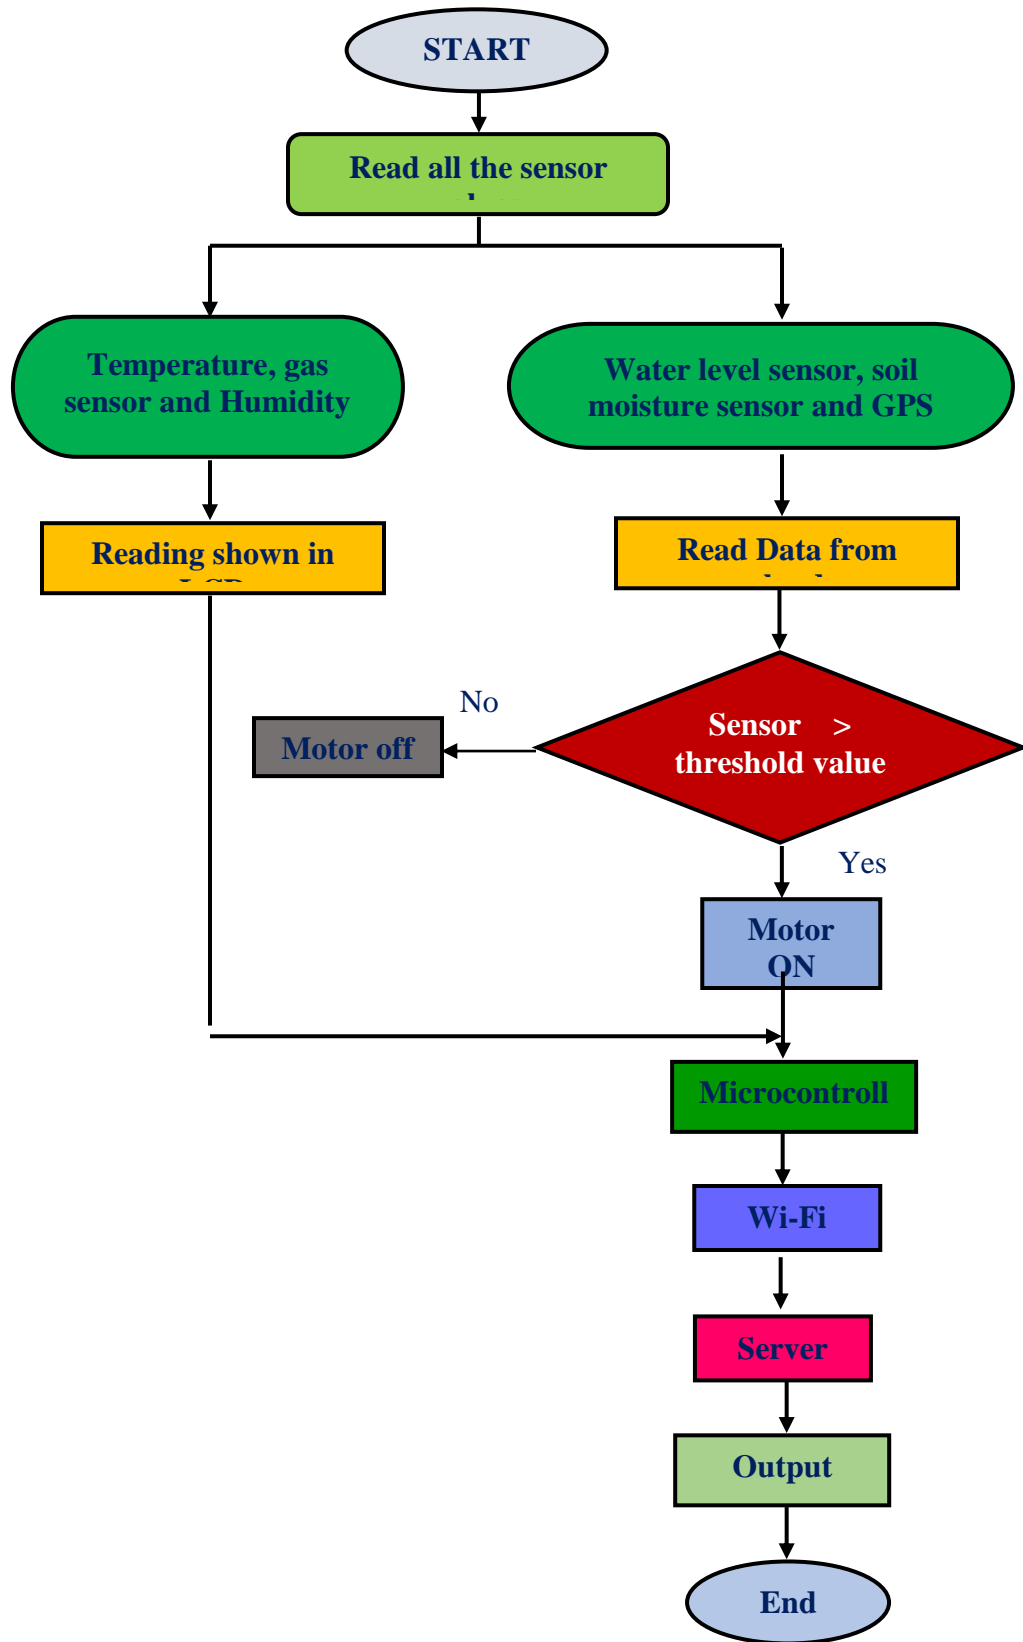 START
Read all the sensor
Temperature, gas
sensor and Humidity
Water level sensor, soil
moisture sensor and GPS
Reading shown in
Read Data from
No
Motor off
Sensor >
threshold value
Yes
Motor
ON
Microcontroll
Wi-Fi
Server
Output
End